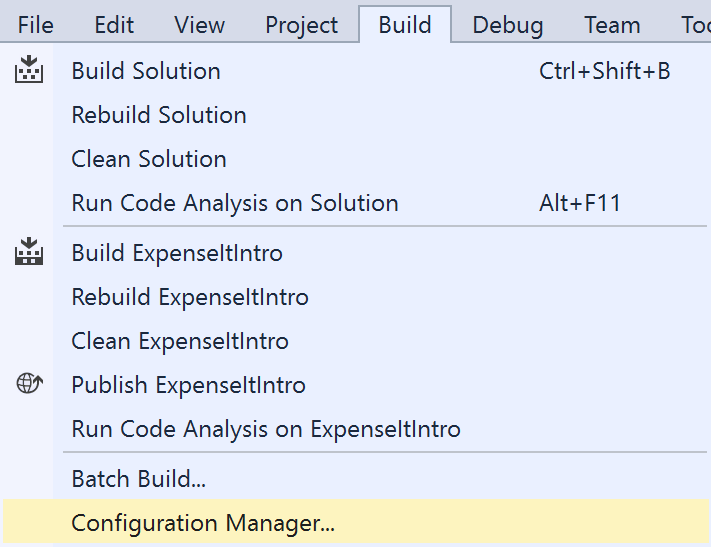 File Edit View Project Build Debug Team
Build Solution Ctrl+Shift+B
Rebuild Solution
Clean Solution
Run Code Analysis on Solution Alt+F11
Build ExpenseItIntro
Rebuild ExpenseItIntro
Clean ExpenseItIntro
Publish ExpenseItIntro
Run Code Analysis on ExpenseItIntro
Batch Build...
Configuration Manager...